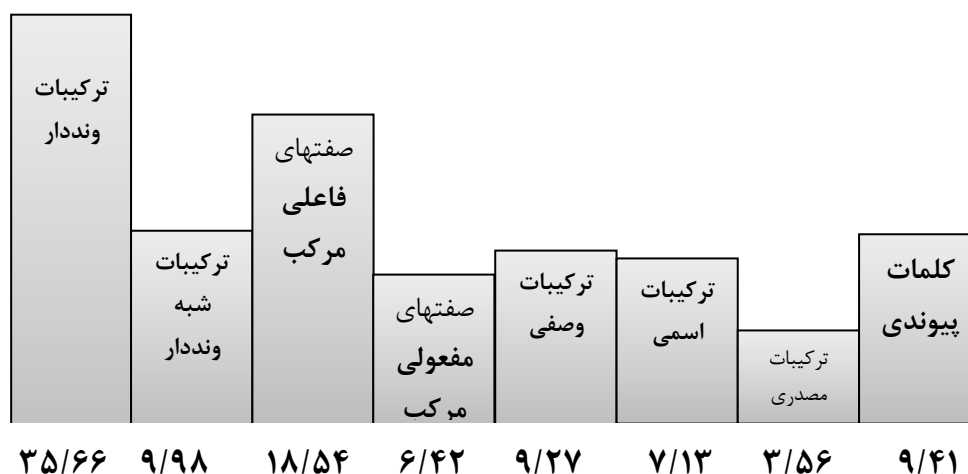 ترکیبات
ونددار
ترکیبات
شبه
ونددار
صفتهای
فاعلی
مرکب
صفتهای
مفعولی
مرکب
ترکیبات
وصفی
ترکیبات
اسمی
ترکیبات
مصدری
کلمات
پیوندی
۳۵/۶۶ ۹/۹۸ ۱۸/۵۴ ۶/۴۲ ۹/۲۷ ۷/۱۳ ۳/۵۶ ۹/۴۱